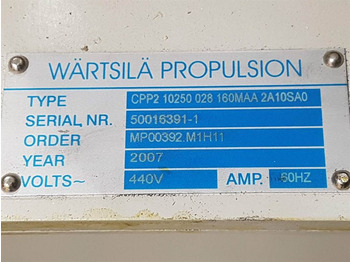 WÄRTSILÄ PROPULSION
TYPE CPP2 10250 028 160MAA 2A10SA0
SERIAL NR. 50016391-1
ORDER MP00392.M1H11
YEAR 2007
VOLTS~ 440V AMP. 60HZ